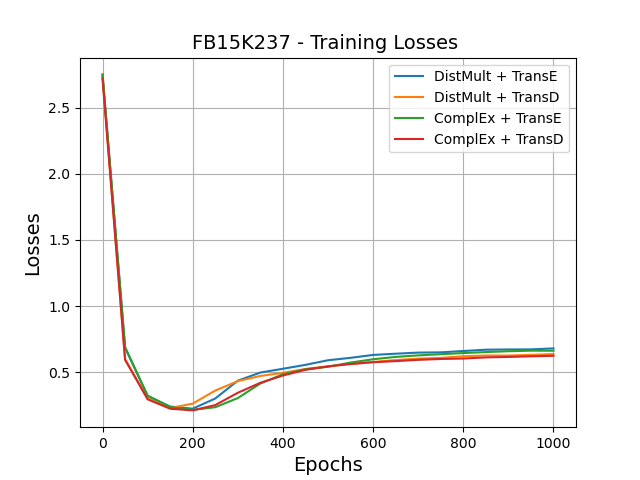 FB15K237 - Training Losses
DistMult + TransE
DistMult + TransD
ComplEx + TransE
ComplEx + TransD
Losses
2.5
2.0
1.5
1.0
0.5
0 200 400 600 800 1000
Epochs